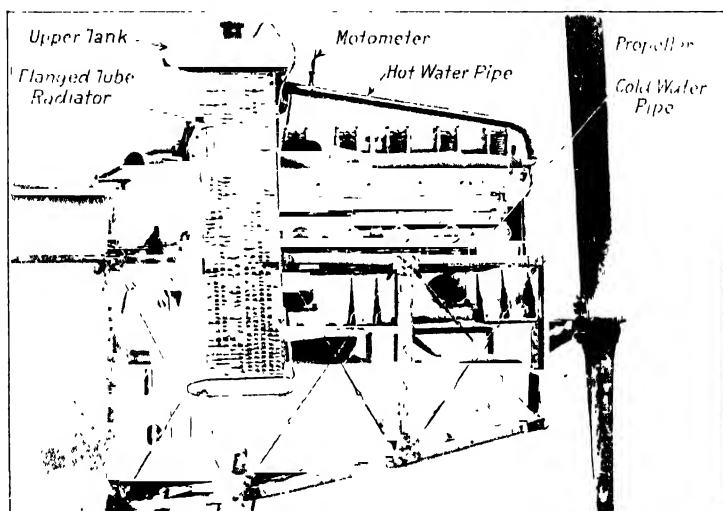 Upper Tank
Motometer
Propeller
Flanged Tube
Radiator
Hot Water Pipe
Cold Water
Pipe